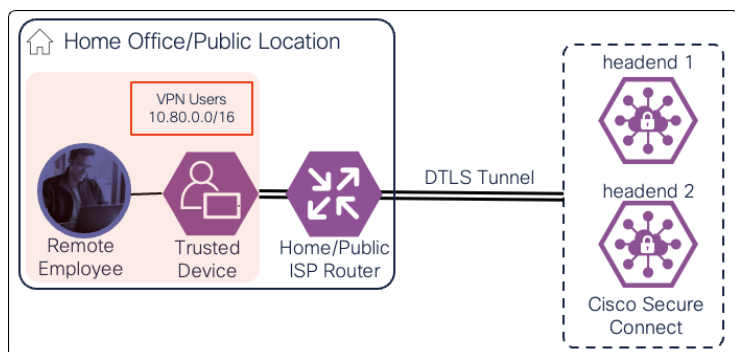 Home Office/Public Location
VPN Users
10.80.0.0/16
Remote
Employee
Trusted
Device
Home/Public
ISP Router
DTLS Tunnel
headend 1
headend 2
Cisco Secure
Connect